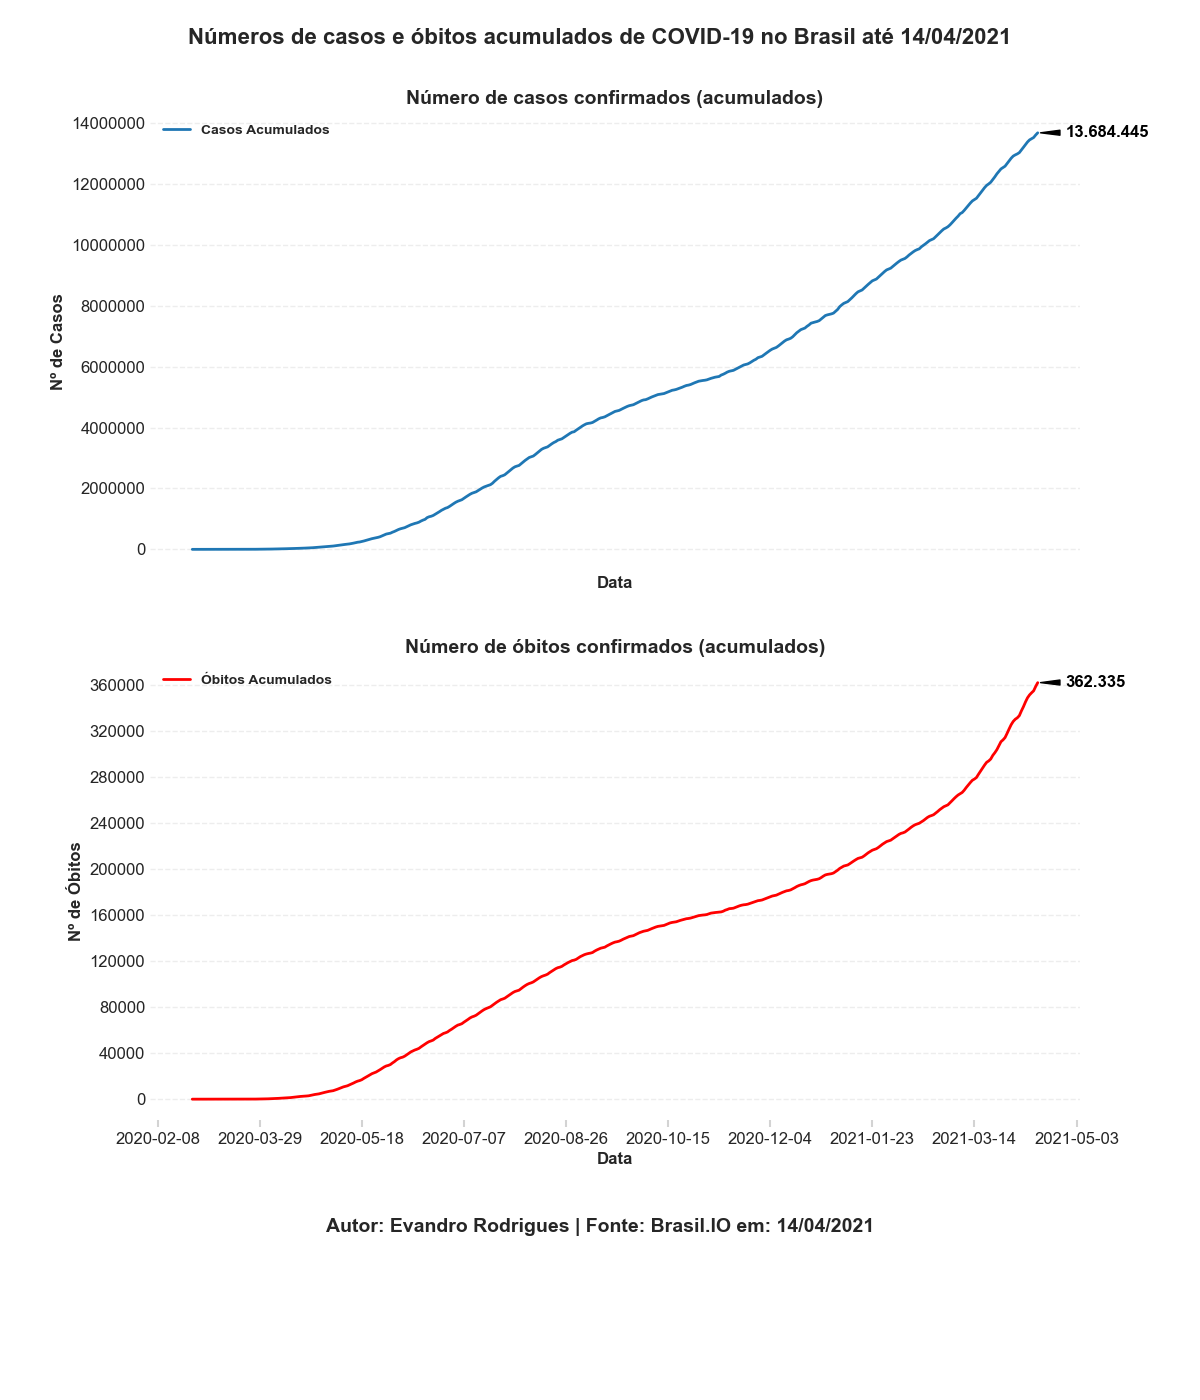 Números de casos e óbitos acumulados de COVID-19 no Brasil até 14/04/2021
Número de casos confirmados (acumulados)
Casos Acumulados
13.684.445
14000000
12000000
10000000
8000000
6000000
4000000
2000000
0
Nº de Casos
Data
Número de óbitos confirmados (acumulados)
Óbitos Acumulados
362.335
360000
320000
280000
240000
200000
160000
120000
80000
40000
0
Nº de Óbitos
2020-02-08 2020-03-29 2020-05-18 2020-07-07 2020-08-26 2020-10-15 2020-12-04 2021-01-23 2021-03-14 2021-05-03
Data
Autor: Evandro Rodrigues | Fonte: Brasil.IO em: 14/04/2021